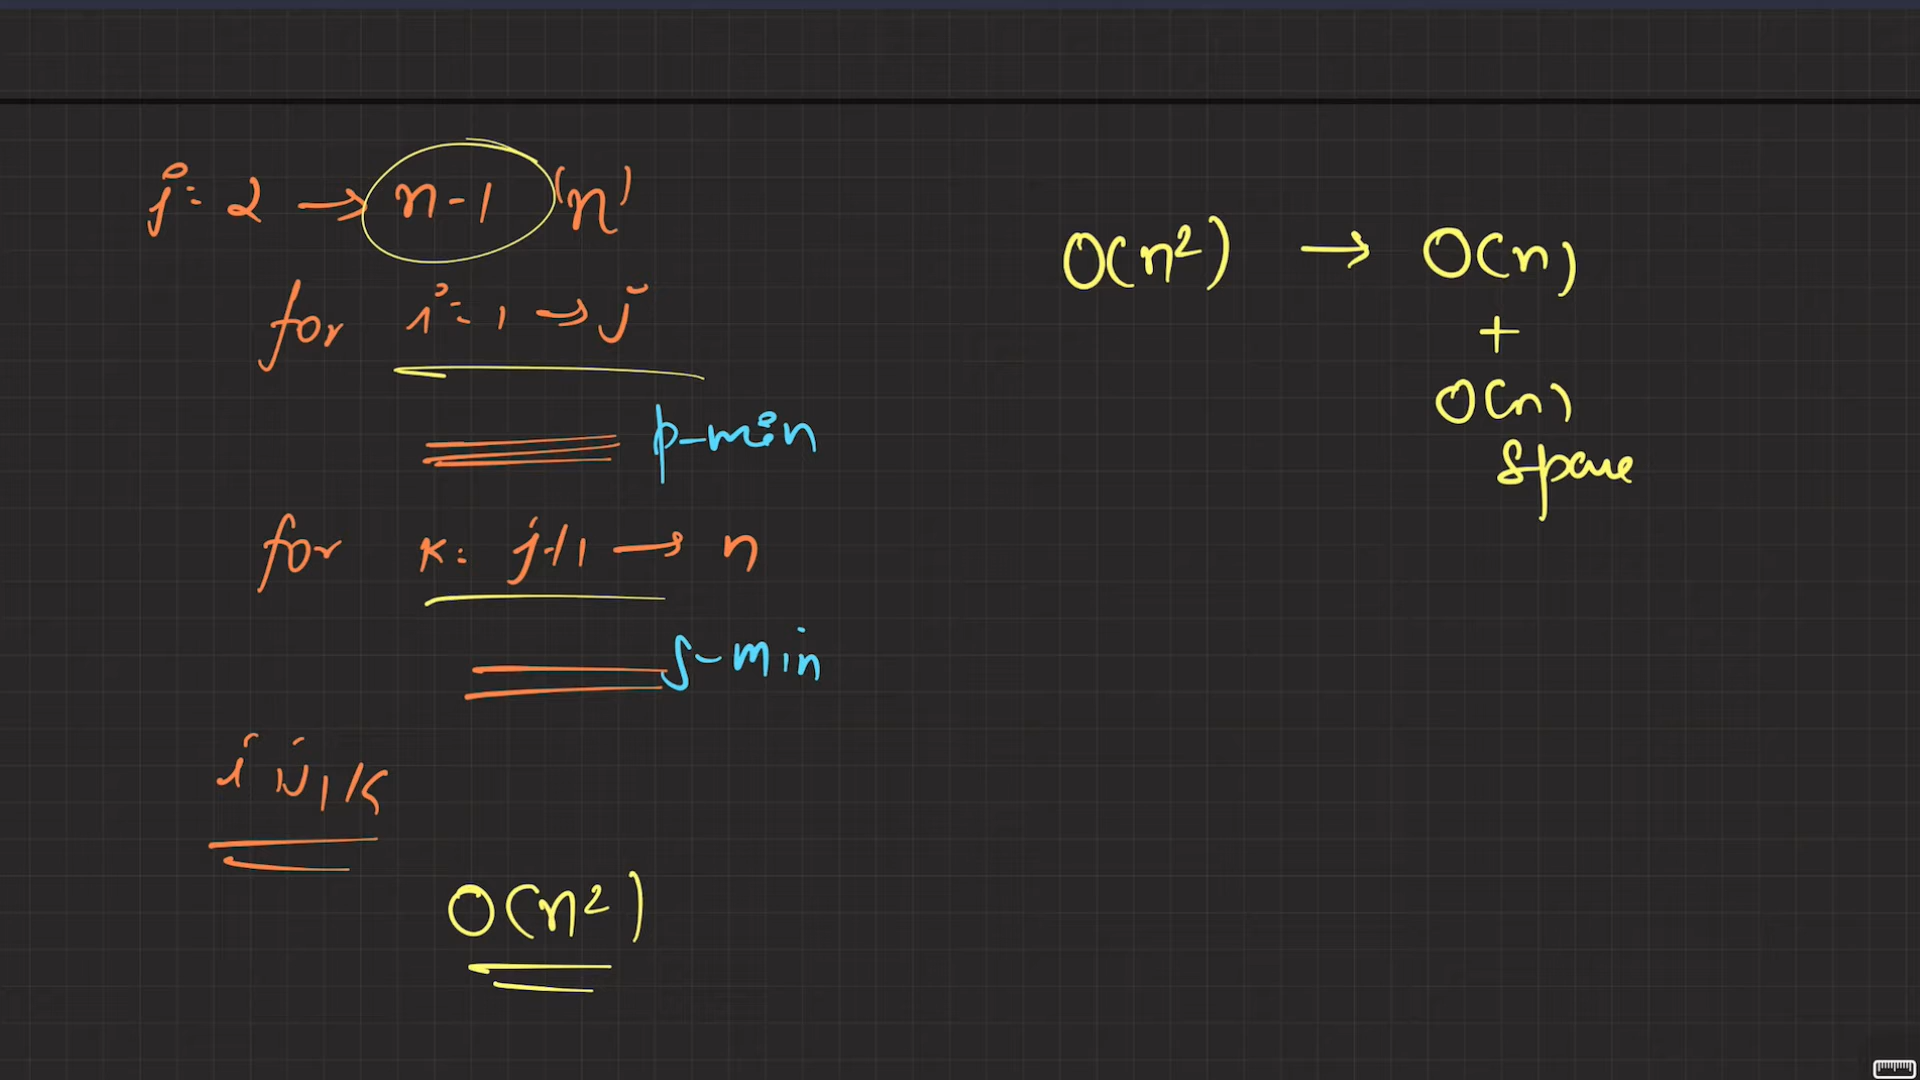 j = 2 → n-1 (n)
for i = 1 → j
p-min
for k = j+1 → n
s-min
i, j, k
O(n²)
O(n²) → O(n)
+
O(n)
space